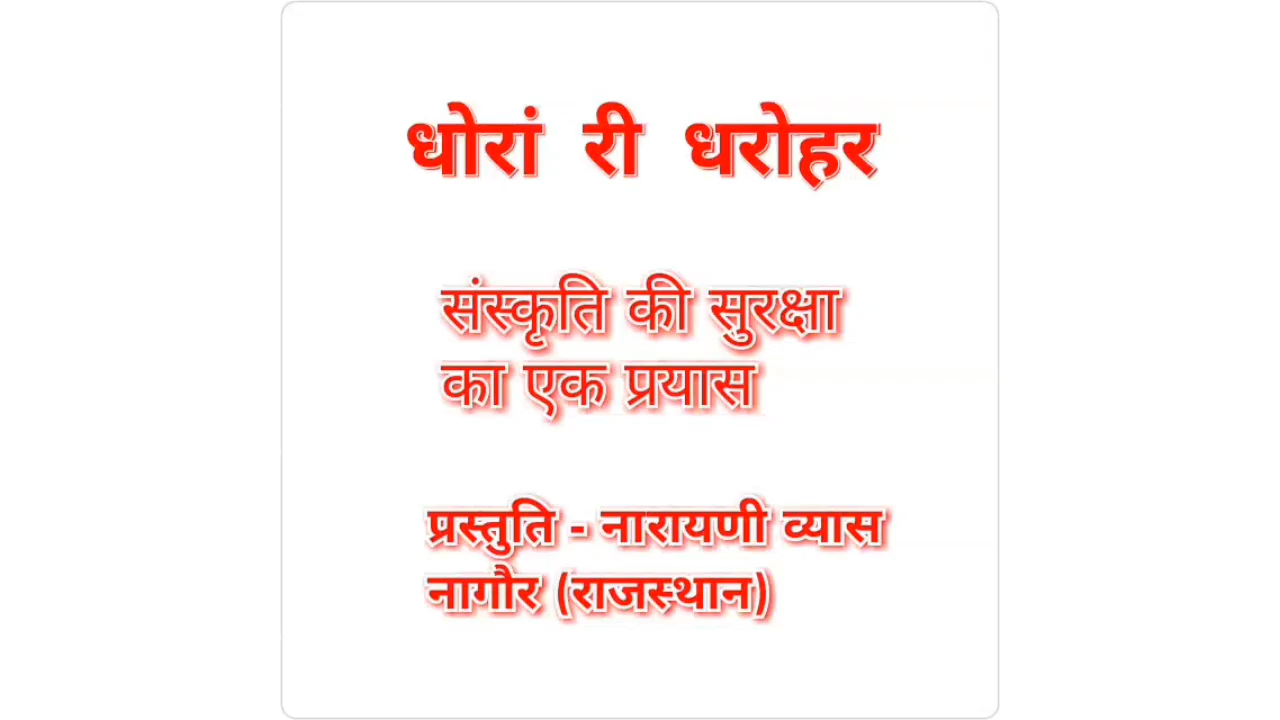 धोरां री धरोहर
संस्कृति की सुरक्षा
का एक प्रयास
प्रस्तुति - नारायणी व्यास
नागौर (राजस्थान)